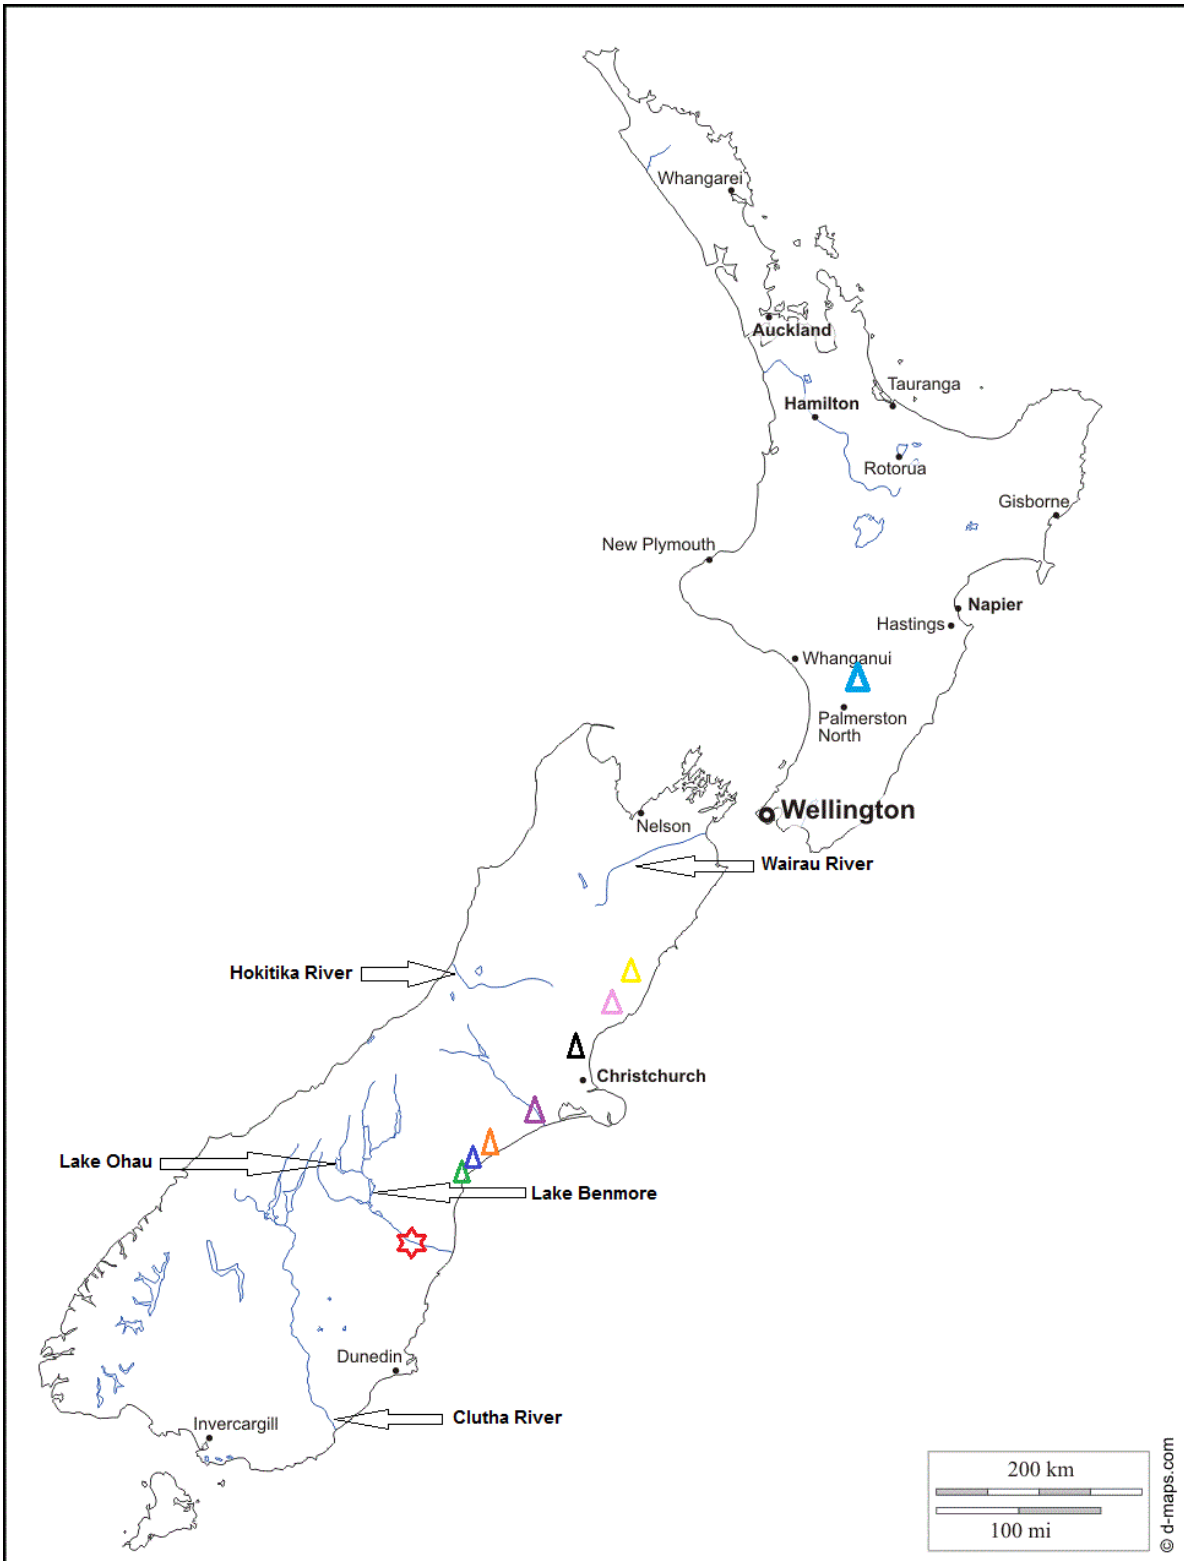 Whangarei
Auckland
Tauranga
Hamilton
Rotorua
Gisborne
New Plymouth
Napier
Hastings
Whanganui
Palmerston
North
Wellington
Nelson
Wairau River
Hokitika River
Christchurch
Lake Ohau
Lake Benmore
Dunedin
Clutha River
Invercargill
200 km
100 mi
© d-maps.com